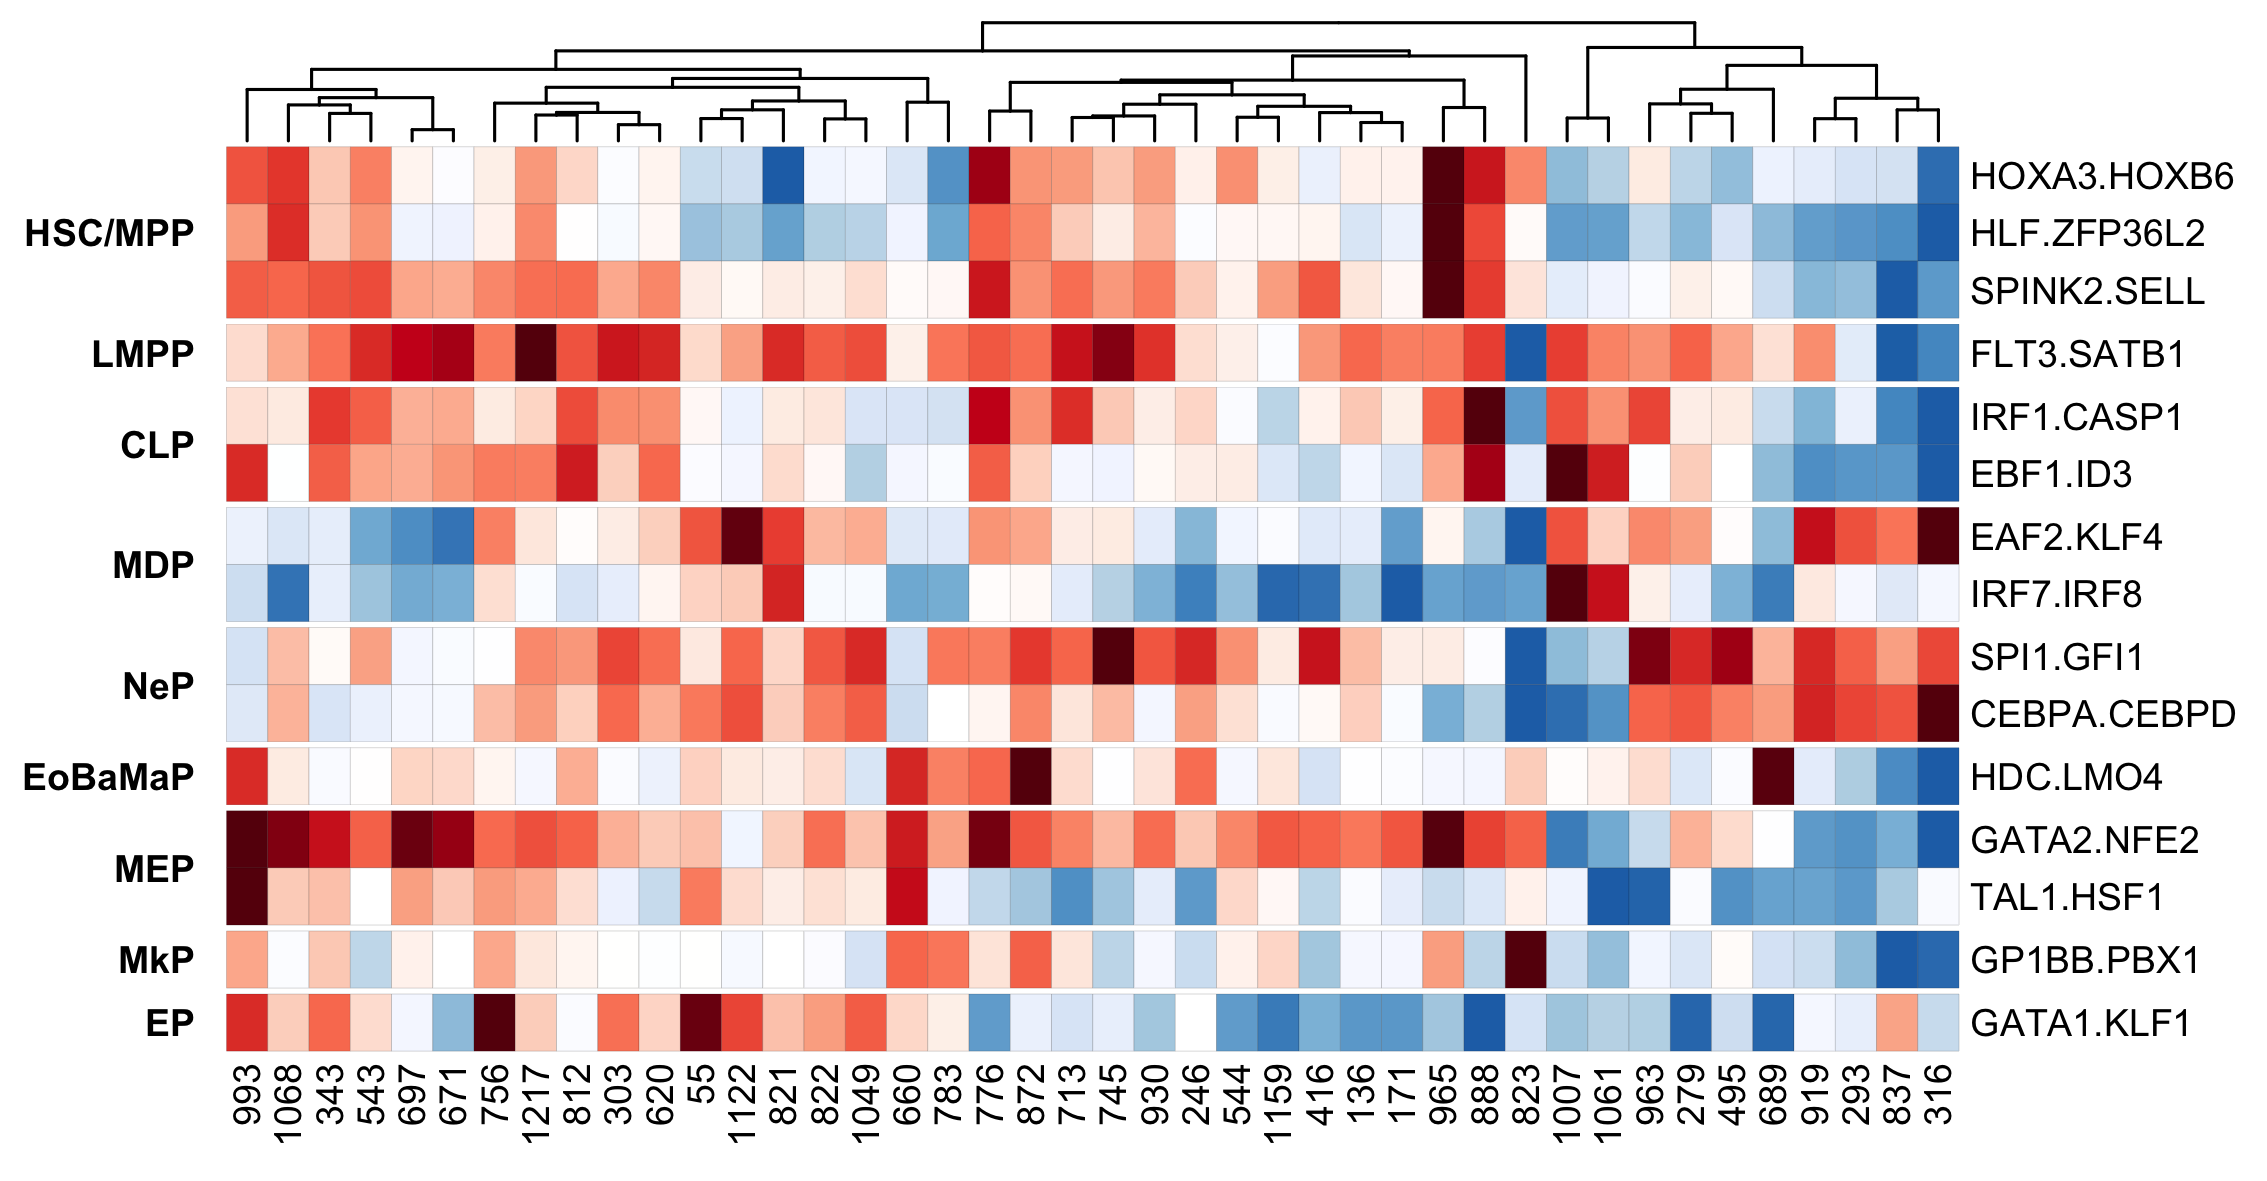 HOXA3.HOXB6
HSC/MPP HLF.ZFP36L2
SPINK2.SELL
LMPP FLT3.SATB1
CLP IRF1.CASP1
EBF1.ID3
MDP EAF2.KLF4
IRF7.IRF8
NeP SPI1.GFI1
CEBPA.CEBPD
EoBaMaP HDC.LMO4
MEP GATA2.NFE2
TAL1.HSF1
MkP GP1BB.PBX1
EP GATA1.KLF1
993 1068 343 543 697 671 756 1217 812 303 620 55 1122 821 822 1049 660 783 776 872 713 745 930 246 544 1159 416 136 171 965 888 823 1007 1061 963 279 495 689 919 293 837 316